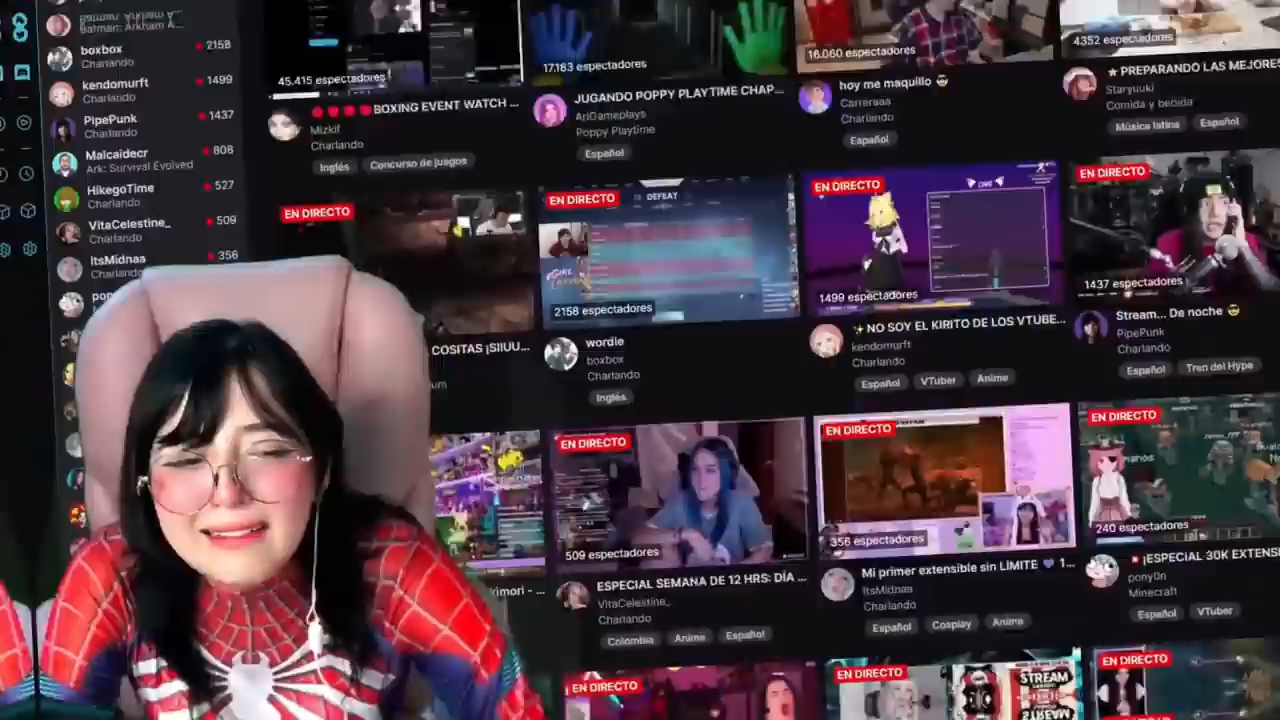 Batman: Arkham A...
boxbox
Charlando
2158
kendomurft
Charlando
1499
PipePunk
Charlando
1437
Malcaidecr
Ark: Survival Evolved
808
HikegoTime
527
VitaCelestine_
Charlando
509
ItsMidnaa
Charlando
356
45.415 espectadores
BOXING EVENT WATCH ...
Mizkif
Charlando
Inglés
Concurso de juegos
17.183 espectadores
JUGANDO POPPY PLAYTIME CHAP...
AriGameplays
Poppy Playtime
Español
16.060 espectadores
hoy me maquillo 😎
Carreraaa
Charlando
Español
4352 espectadores
★ PREPARANDO LAS MEJORES
Staryuuki
Comida y bebida
Música latina
Español
EN DIRECTO
COSITAS ¡SIIUU...
EN DIRECTO
DEFEAT
2158 espectadores
wordle
boxbox
Charlando
Inglés
EN DIRECTO
1499 espectadores
✨NO SOY EL KIRITO DE LOS VTUBE...
kendomurft
Charlando
Español
VTuber
Anime
EN DIRECTO
1437 espectadores
Stream... De noche 😎
PipePunk
Charlando
Español
Tren del Hype
EN DIRECTO
509 espectadores
ESPECIAL SEMANA DE 12 HRS: DÍA ...
VitaCelestine_
Charlando
Colombia
Anime
Español
EN DIRECTO
356 espectadores
Mi primer extensible sin LÍMITE 💙 1...
ItsMidnaa
Charlando
Español
Cosplay
Anime
EN DIRECTO
240 espectadores
¡ESPECIAL 30K EXTENSI
pony0n
Minecraft
Español
VTuber
EN DIRECTO
EN DIRECTO
STREAM
EN DIRECTO